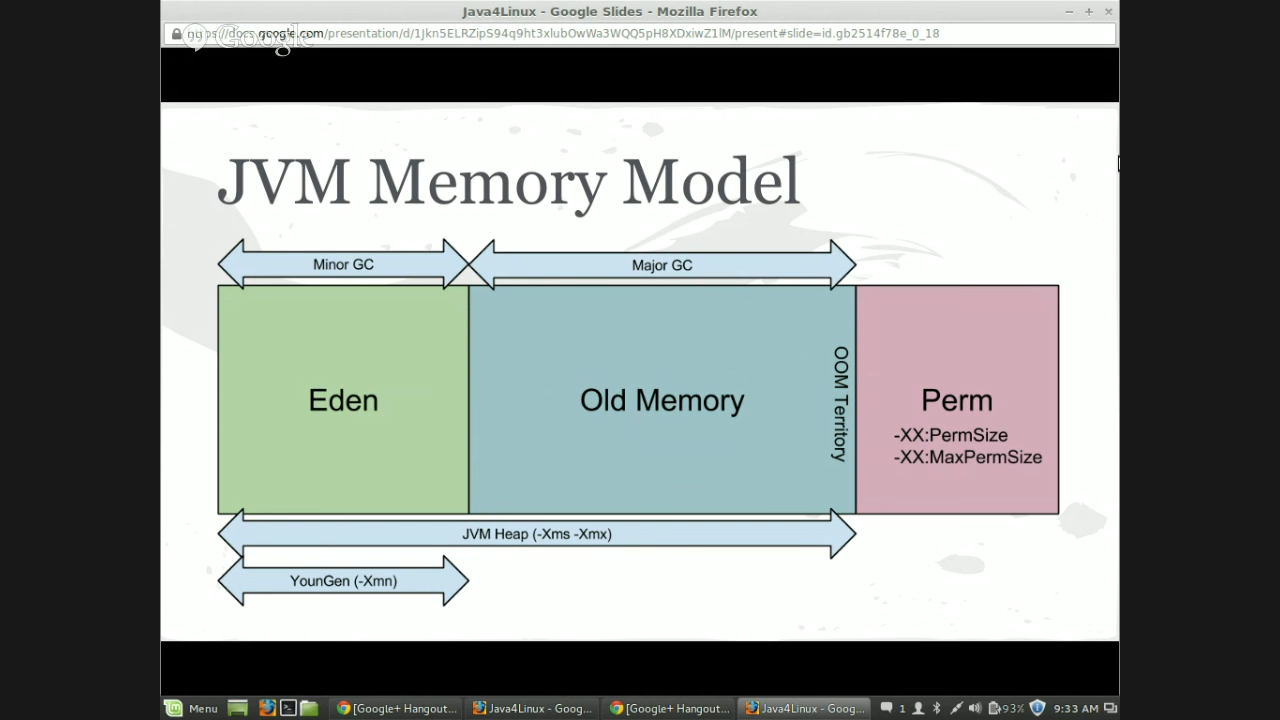 Java4Linux - Google Slides - Mozilla Firefox
docs.google.com/presentation/d/1Jkn5ELRZipS94q9ht3xlubOwWa3WQQ5pH8XDxiwZ1lM/present#slide=id.gb2514f78e_0_18
Google
JVM Memory Model
Minor GC
Major GC
Eden
Old Memory
OOM Territory
Perm
-XX:PermSize
-XX:MaxPermSize
JVM Heap (-Xms -Xmx)
YounGen (-Xmn)
Menu
[Google+ Hangout...
Java4Linux - Goog...
[Google+ Hangout...
Java4Linux - Goog...
1
93%
9:33 AM